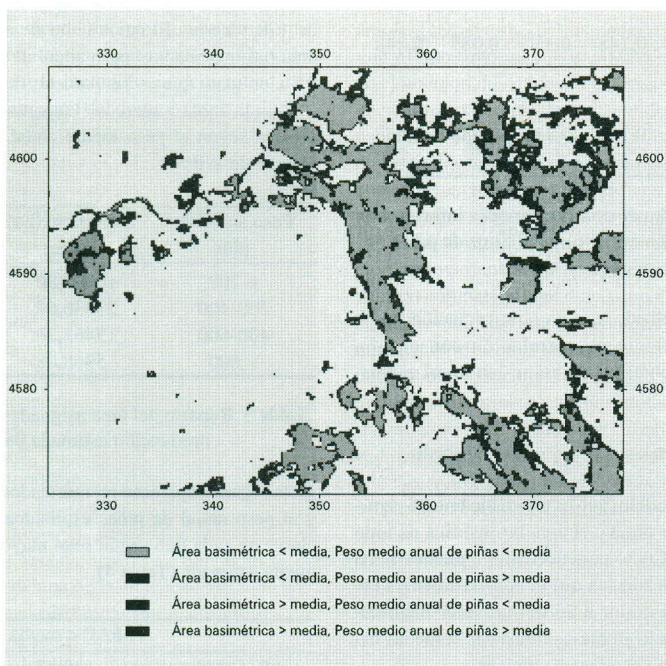 330 340 350 360 370
4600 4600
4590 4590
4580 4580
330 340 350 360 370
Área basimétrica < media, Peso medio anual de piñas < media
Área basimétrica < media, Peso medio anual de piñas > media
Área basimétrica > media, Peso medio anual de piñas < media
Área basimétrica > media, Peso medio anual de piñas > media